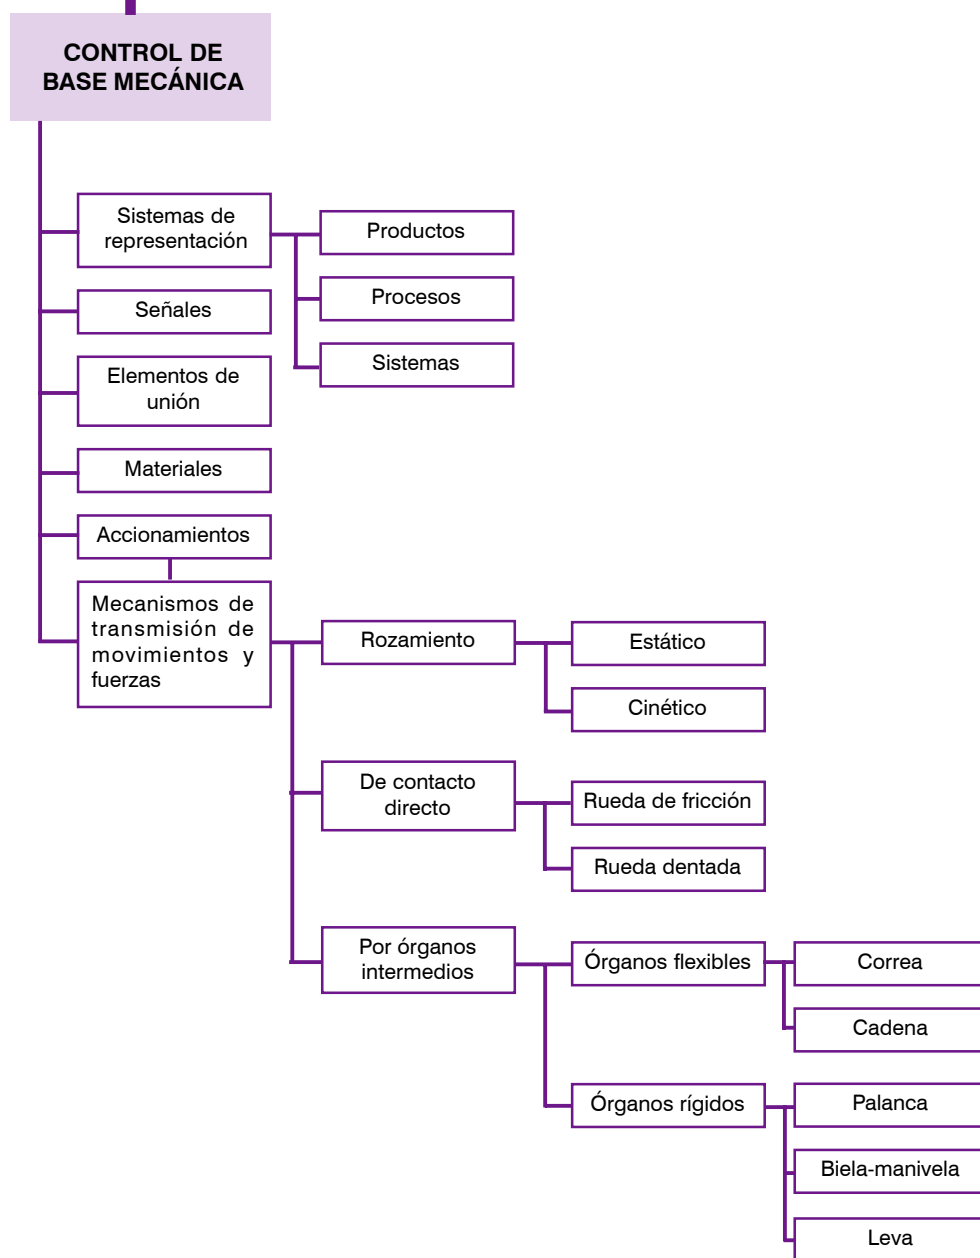 CONTROL DE
BASE MECÁNICA
Sistemas de
representación
Productos
Procesos
Sistemas
Señales
Elementos de
unión
Materiales
Accionamientos
Mecanismos de
transmisión de
movimientos y
fuerzas
Rozamiento
Estático
Cinético
De contacto
directo
Rueda de fricción
Rueda dentada
Por órganos
intermedios
Órganos flexibles
Correa
Cadena
Órganos rígidos
Palanca
Biela-manivela
Leva